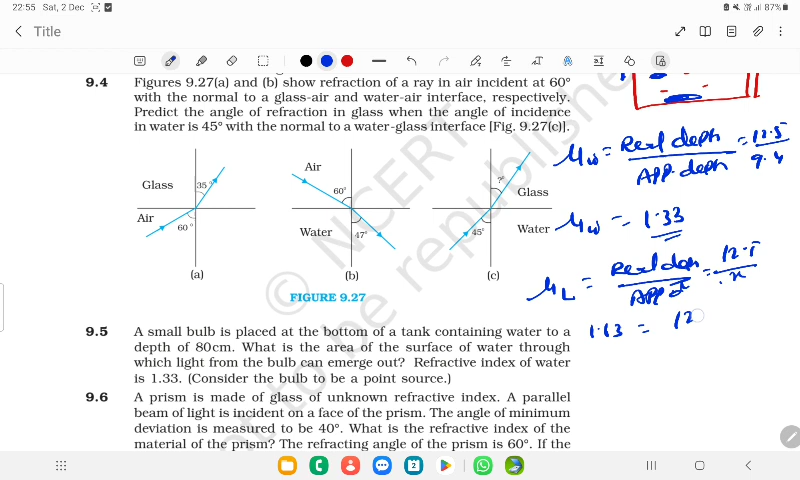 22:55 Sat, 2 Dec 87%
Title
9.4 Figures 9.27(a) and (b) show refraction of a ray in air incident at 60°
with the normal to a glass-air and water-air interface, respectively.
Predict the angle of refraction in glass when the angle of incidence
in water is 45° with the normal to a water-glass interface [Fig. 9.27(c)].
Glass 35° Air 60° (a)
Air 60° Water 47° (b)
?° Glass 45° Water (c)
FIGURE 9.27
9.5 A small bulb is placed at the bottom of a tank containing water to a
depth of 80cm. What is the area of the surface of water through
which light from the bulb can emerge out? Refractive index of water
is 1.33. (Consider the bulb to be a point source.)
9.6 A prism is made of glass of unknown refractive index. A parallel
beam of light is incident on a face of the prism. The angle of minimum
deviation is measured to be 40°. What is the refractive index of the
material of the prism? The refracting angle of the prism is 60°. If the
© NCERT
not to be republished
μw = Real deph / App. deph = 12.5 / 9.4
μw = 1.33
μL = Real dep / App d = 12.5 / x
1.63 = 12
2